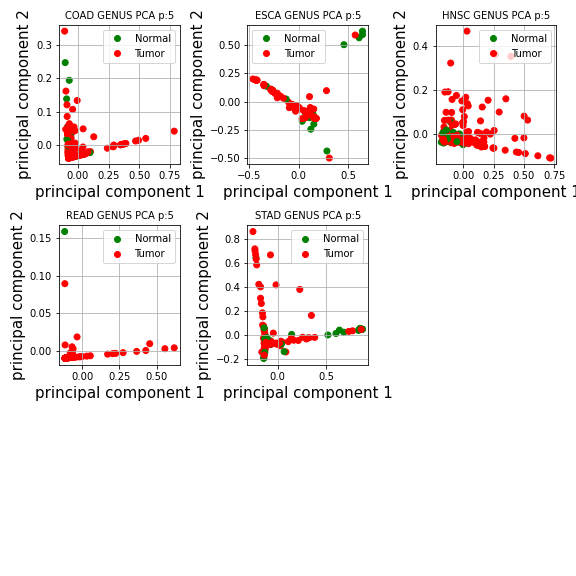 COAD GENUS PCA p:5
principal component 2
0.3
0.2
0.1
0.0
Normal
Tumor
0.00 0.25 0.50 0.75
principal component 1
ESCA GENUS PCA p:5
principal component 2
0.50
0.25
0.00
−0.25
−0.50
Normal
Tumor
−0.5 0.0 0.5
principal component 1
HNSC GENUS PCA p:5
principal component 2
0.4
0.2
0.0
Normal
Tumor
0.00 0.25 0.50 0.75
principal component 1
READ GENUS PCA p:5
principal component 2
0.15
0.10
0.05
0.00
Normal
Tumor
0.00 0.25 0.50
principal component 1
STAD GENUS PCA p:5
principal component 2
0.8
0.6
0.4
0.2
0.0
−0.2
Normal
Tumor
0.0 0.5
principal component 1